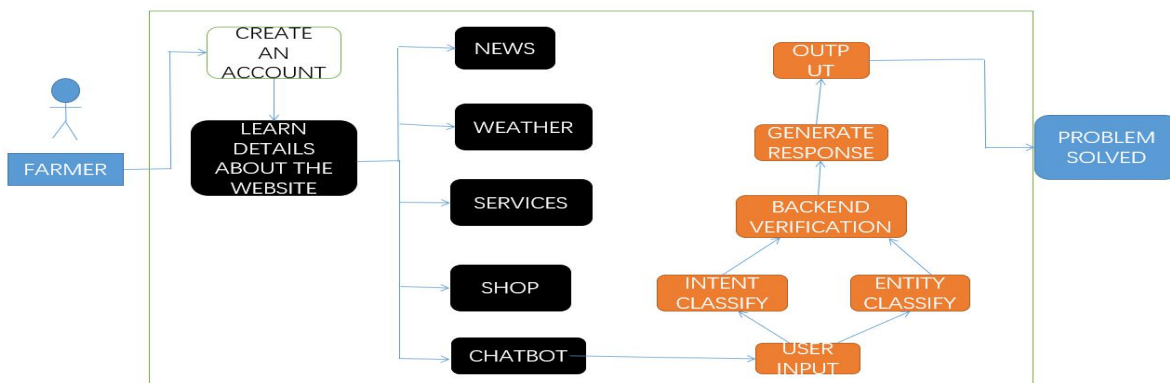 FARMER
CREATE
AN
ACCOUNT
LEARN
DETAILS
ABOUT THE
WEBSITE
NEWS
WEATHER
SERVICES
SHOP
CHATBOT
USER
INPUT
INTENT
CLASSIFY
ENTITY
CLASSIFY
BACKEND
VERIFICATION
GENERATE
RESPONSE
OUTP
UT
PROBLEM
SOLVED